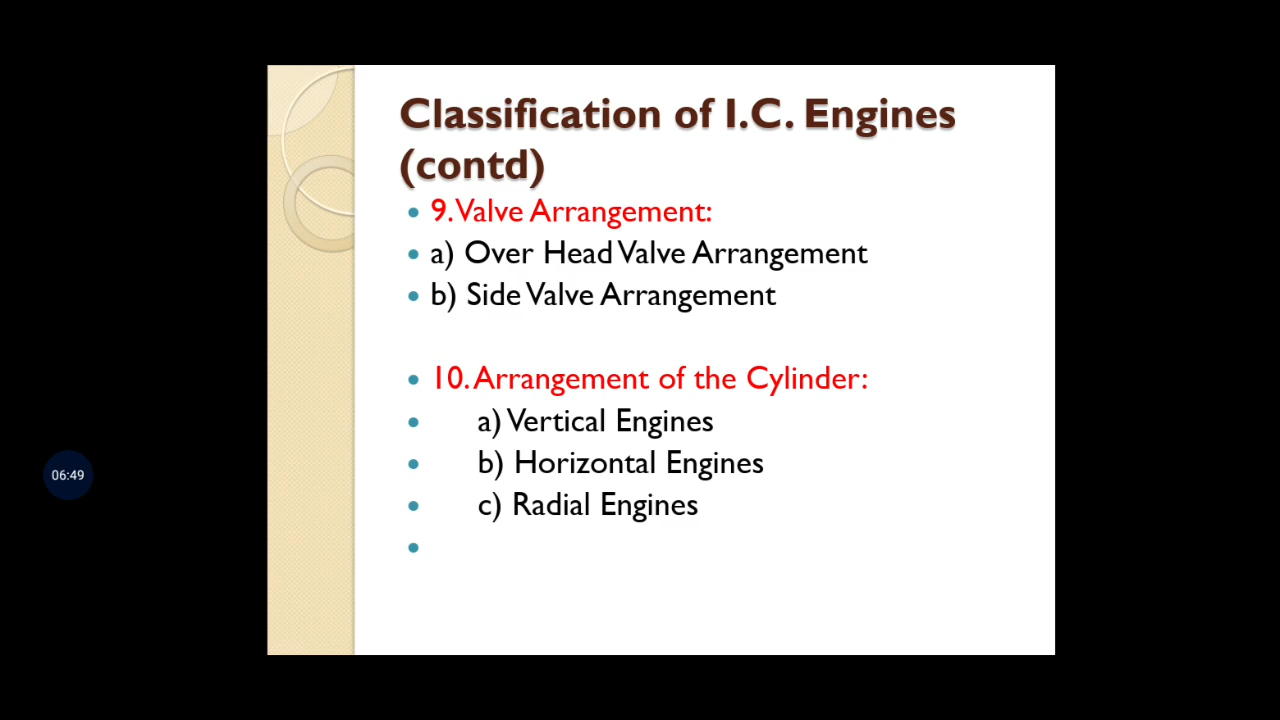 Classification of I.C. Engines
(contd)
9. Valve Arrangement:
a) Over Head Valve Arrangement
b) Side Valve Arrangement
10. Arrangement of the Cylinder:
a) Vertical Engines
b) Horizontal Engines
c) Radial Engines
06:49